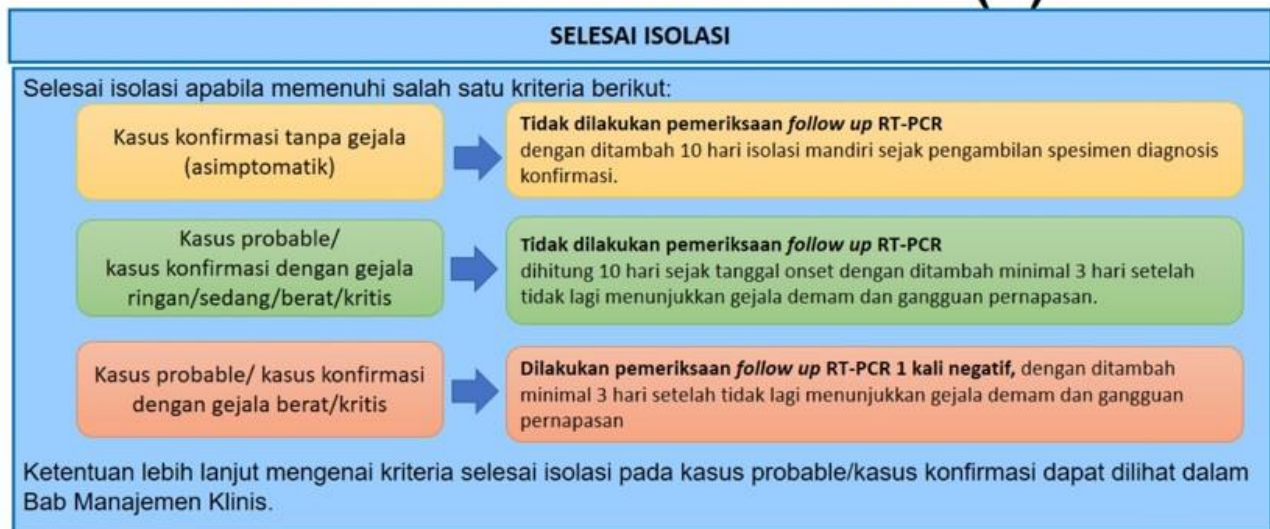 SELESAI ISOLASI
Selesai isolasi apabila memenuhi salah satu kriteria berikut:
Kasus konfirmasi tanpa gejala
(asimptomatik)
Tidak dilakukan pemeriksaan follow up RT-PCR
dengan ditambah 10 hari isolasi mandiri sejak pengambilan spesimen diagnosis
konfirmasi.
Kasus probable/
kasus konfirmasi dengan gejala
ringan/sedang/berat/kritis
Tidak dilakukan pemeriksaan follow up RT-PCR
dihitung 10 hari sejak tanggal onset dengan ditambah minimal 3 hari setelah
tidak lagi menunjukkan gejala demam dan gangguan pernapasan.
Kasus probable/ kasus konfirmasi
dengan gejala berat/kritis
Dilakukan pemeriksaan follow up RT-PCR 1 kali negatif, dengan ditambah
minimal 3 hari setelah tidak lagi menunjukkan gejala demam dan gangguan
pernapasan
Ketentuan lebih lanjut mengenai kriteria selesai isolasi pada kasus probable/kasus konfirmasi dapat dilihat dalam
Bab Manajemen Klinis.